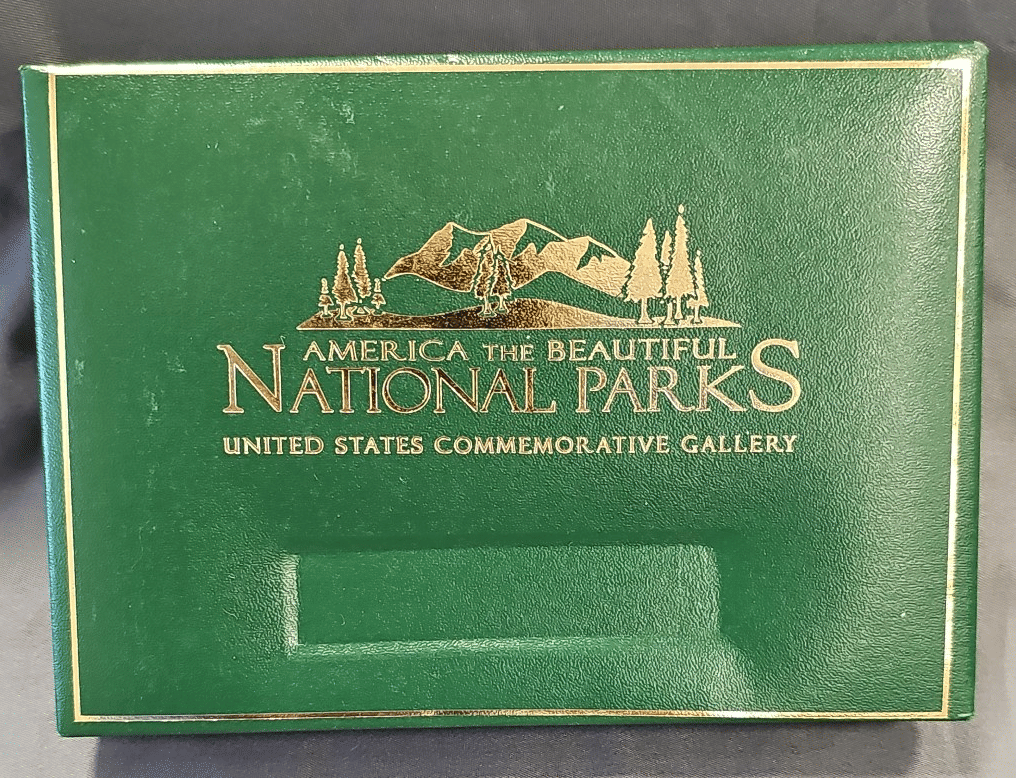 AMERICA THE BEAUTIFUL
NATIONAL PARKS
UNITED STATES COMMEMORATIVE GALLERY